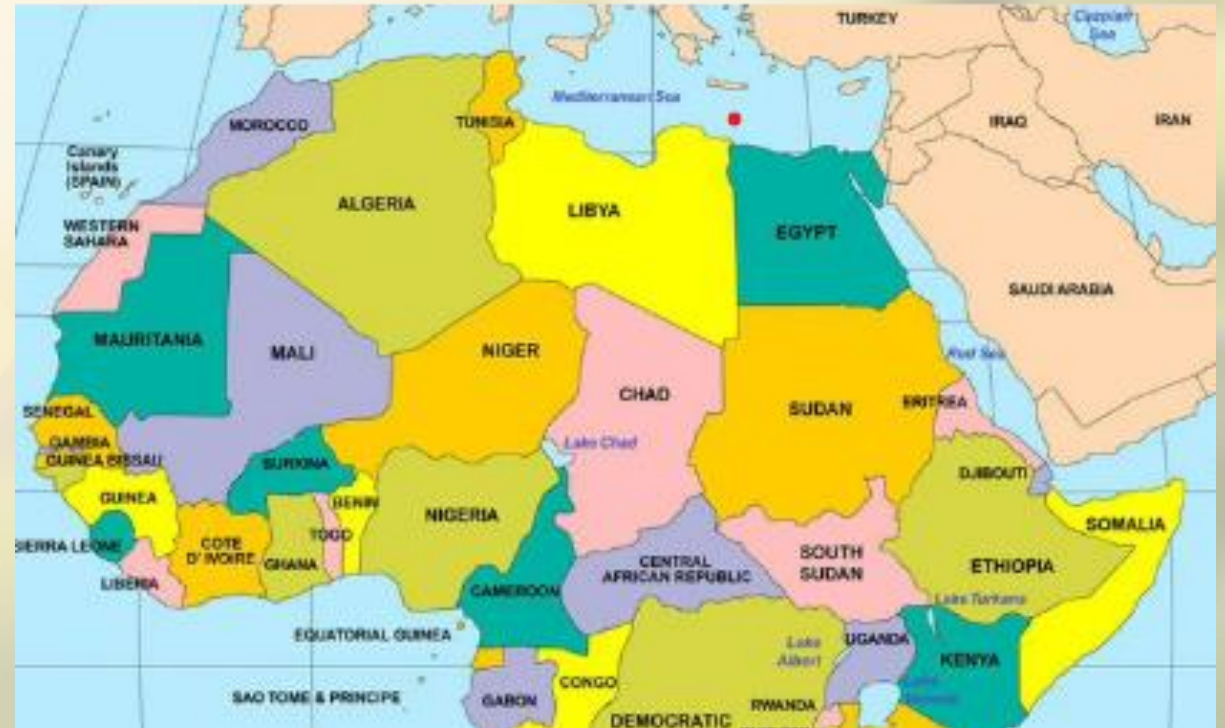 TURKEY
Caspian
Sea
Mediterranean Sea
MOROCCO
TUNISIA
IRAQ
IRAN
Canary
Islands
(SPAIN)
ALGERIA
LIBYA
EGYPT
WESTERN
SAHARA
SAUDI ARABIA
MAURITANIA
MALI
NIGER
Red Sea
CHAD
SUDAN
ERITREA
SENEGAL
GAMBIA
GUINEA BISSAU
BURKINA
Lake Chad
DJIBOUTI
GUINEA
BENIN
NIGERIA
SOMALIA
SIERRA LEONE
COTE
D' IVOIRE
GHANA
TOGO
CENTRAL
AFRICAN REPUBLIC
SOUTH
SUDAN
ETHIOPIA
LIBERIA
CAMEROON
Lake Turkana
EQUATORIAL GUINEA
Lake
Albert
UGANDA
KENYA
SAO TOME & PRINCIPE
GABON
CONGO
Lake
RWANDA
DEMOCRATIC